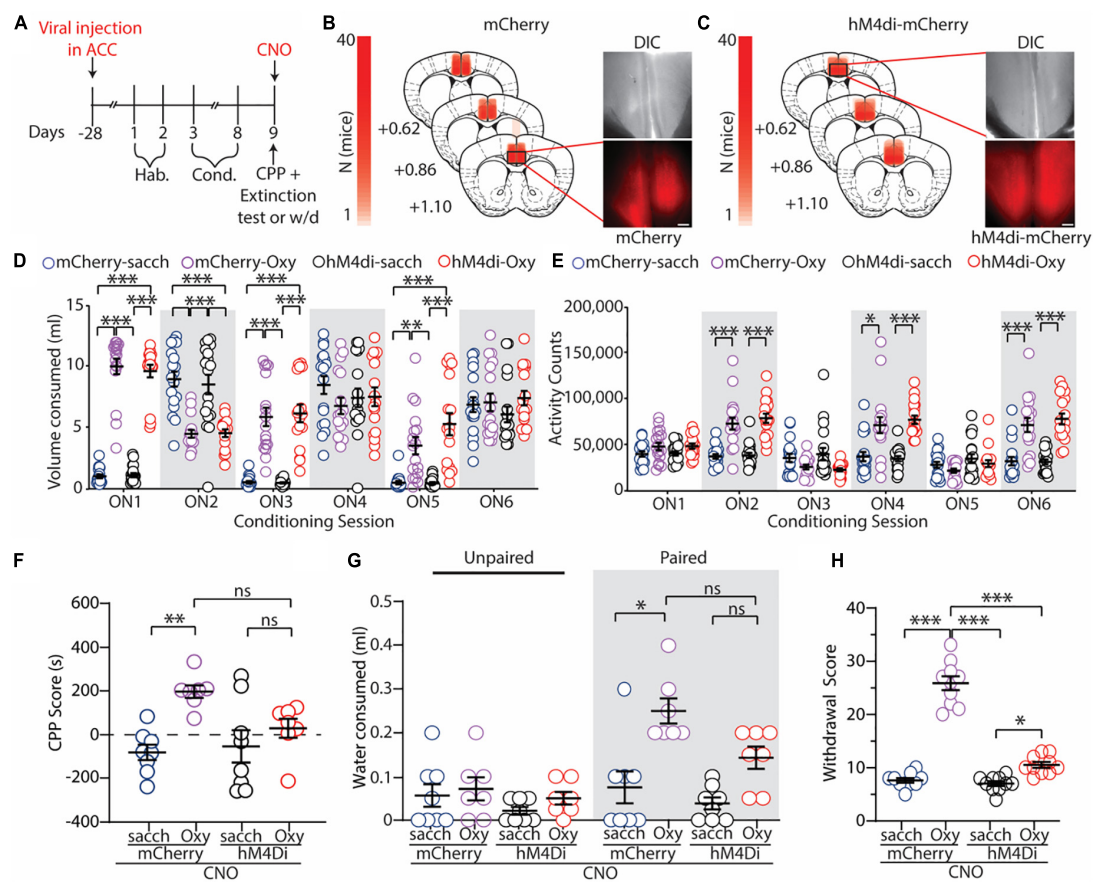 A
Viral injection
in ACC
CNO
Days -28 1 2 3 8 9
Hab. Cond. CPP +
Extinction
test or w/d
B
mCherry
40
N (mice)
1
+0.62
+0.86
+1.10
DIC
mCherry
C
hM4di-mCherry
40
N (mice)
1
+0.62
+0.86
+1.10
DIC
hM4di-mCherry
D
mCherry-sacch mCherry-Oxy hM4di-sacch hM4di-Oxy
*** *** *** ***
*** *** *** *** ***
*** *** ** 
Volume consumed (ml)
15
10
5
0
ON1 ON2 ON3 ON4 ON5 ON6
Conditioning Session
E
mCherry-sacch mCherry-Oxy hM4di-sacch hM4di-Oxy
Activity Counts
200,000
150,000
100,000
50,000
0
*** *** * *** *** ***
ON1 ON2 ON3 ON4 ON5 ON6
Conditioning Session
F
CPP Score (s)
600
400
200
0
-200
-400
ns
** ns
sacch Oxy sacch Oxy
mCherry hM4Di
CNO
G
Unpaired Paired
Water consumed (ml)
0.5
0.4
0.3
0.2
0.1
0
ns
* ns
sacch Oxy sacch Oxy sacch Oxy sacch Oxy
mCherry hM4Di mCherry hM4Di
CNO
H
Withdrawal Score
40
30
20
10
0
***
*** ***
*
sacch Oxy sacch Oxy
mCherry hM4Di
CNO